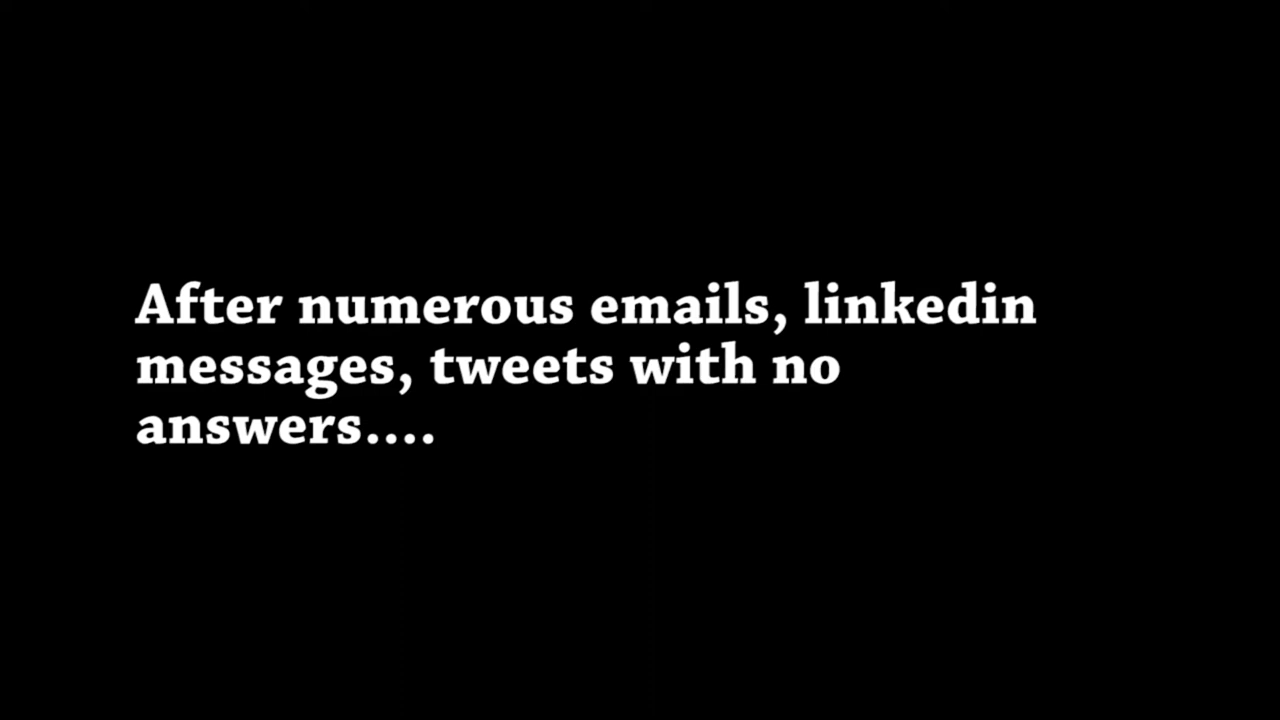 After numerous emails, linkedin
messages, tweets with no
answers....